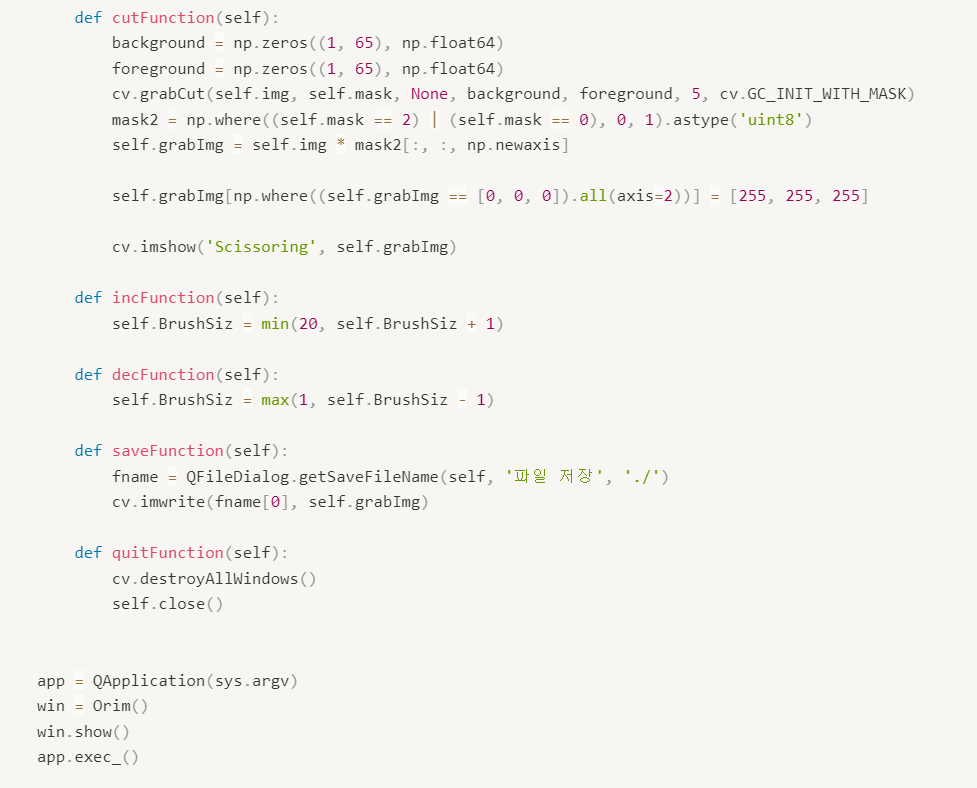 def cutFunction(self):
background = np.zeros((1, 65), np.float64)
foreground = np.zeros((1, 65), np.float64)
cv.grabCut(self.img, self.mask, None, background, foreground, 5, cv.GC_INIT_WITH_MASK)
mask2 = np.where((self.mask == 2) | (self.mask == 0), 0, 1).astype('uint8')
self.grabImg = self.img * mask2[:, :, np.newaxis]
self.grabImg[np.where((self.grabImg == [0, 0, 0]).all(axis=2))] = [255, 255, 255]
cv.imshow('Scissoring', self.grabImg)
def incFunction(self):
self.BrushSiz = min(20, self.BrushSiz + 1)
def decFunction(self):
self.BrushSiz = max(1, self.BrushSiz - 1)
def saveFunction(self):
fname = QFileDialog.getSaveFileName(self, '파일 저장', './')
cv.imwrite(fname[0], self.grabImg)
def quitFunction(self):
cv.destroyAllWindows()
self.close()
app = QApplication(sys.argv)
win = Orim()
win.show()
app.exec_()